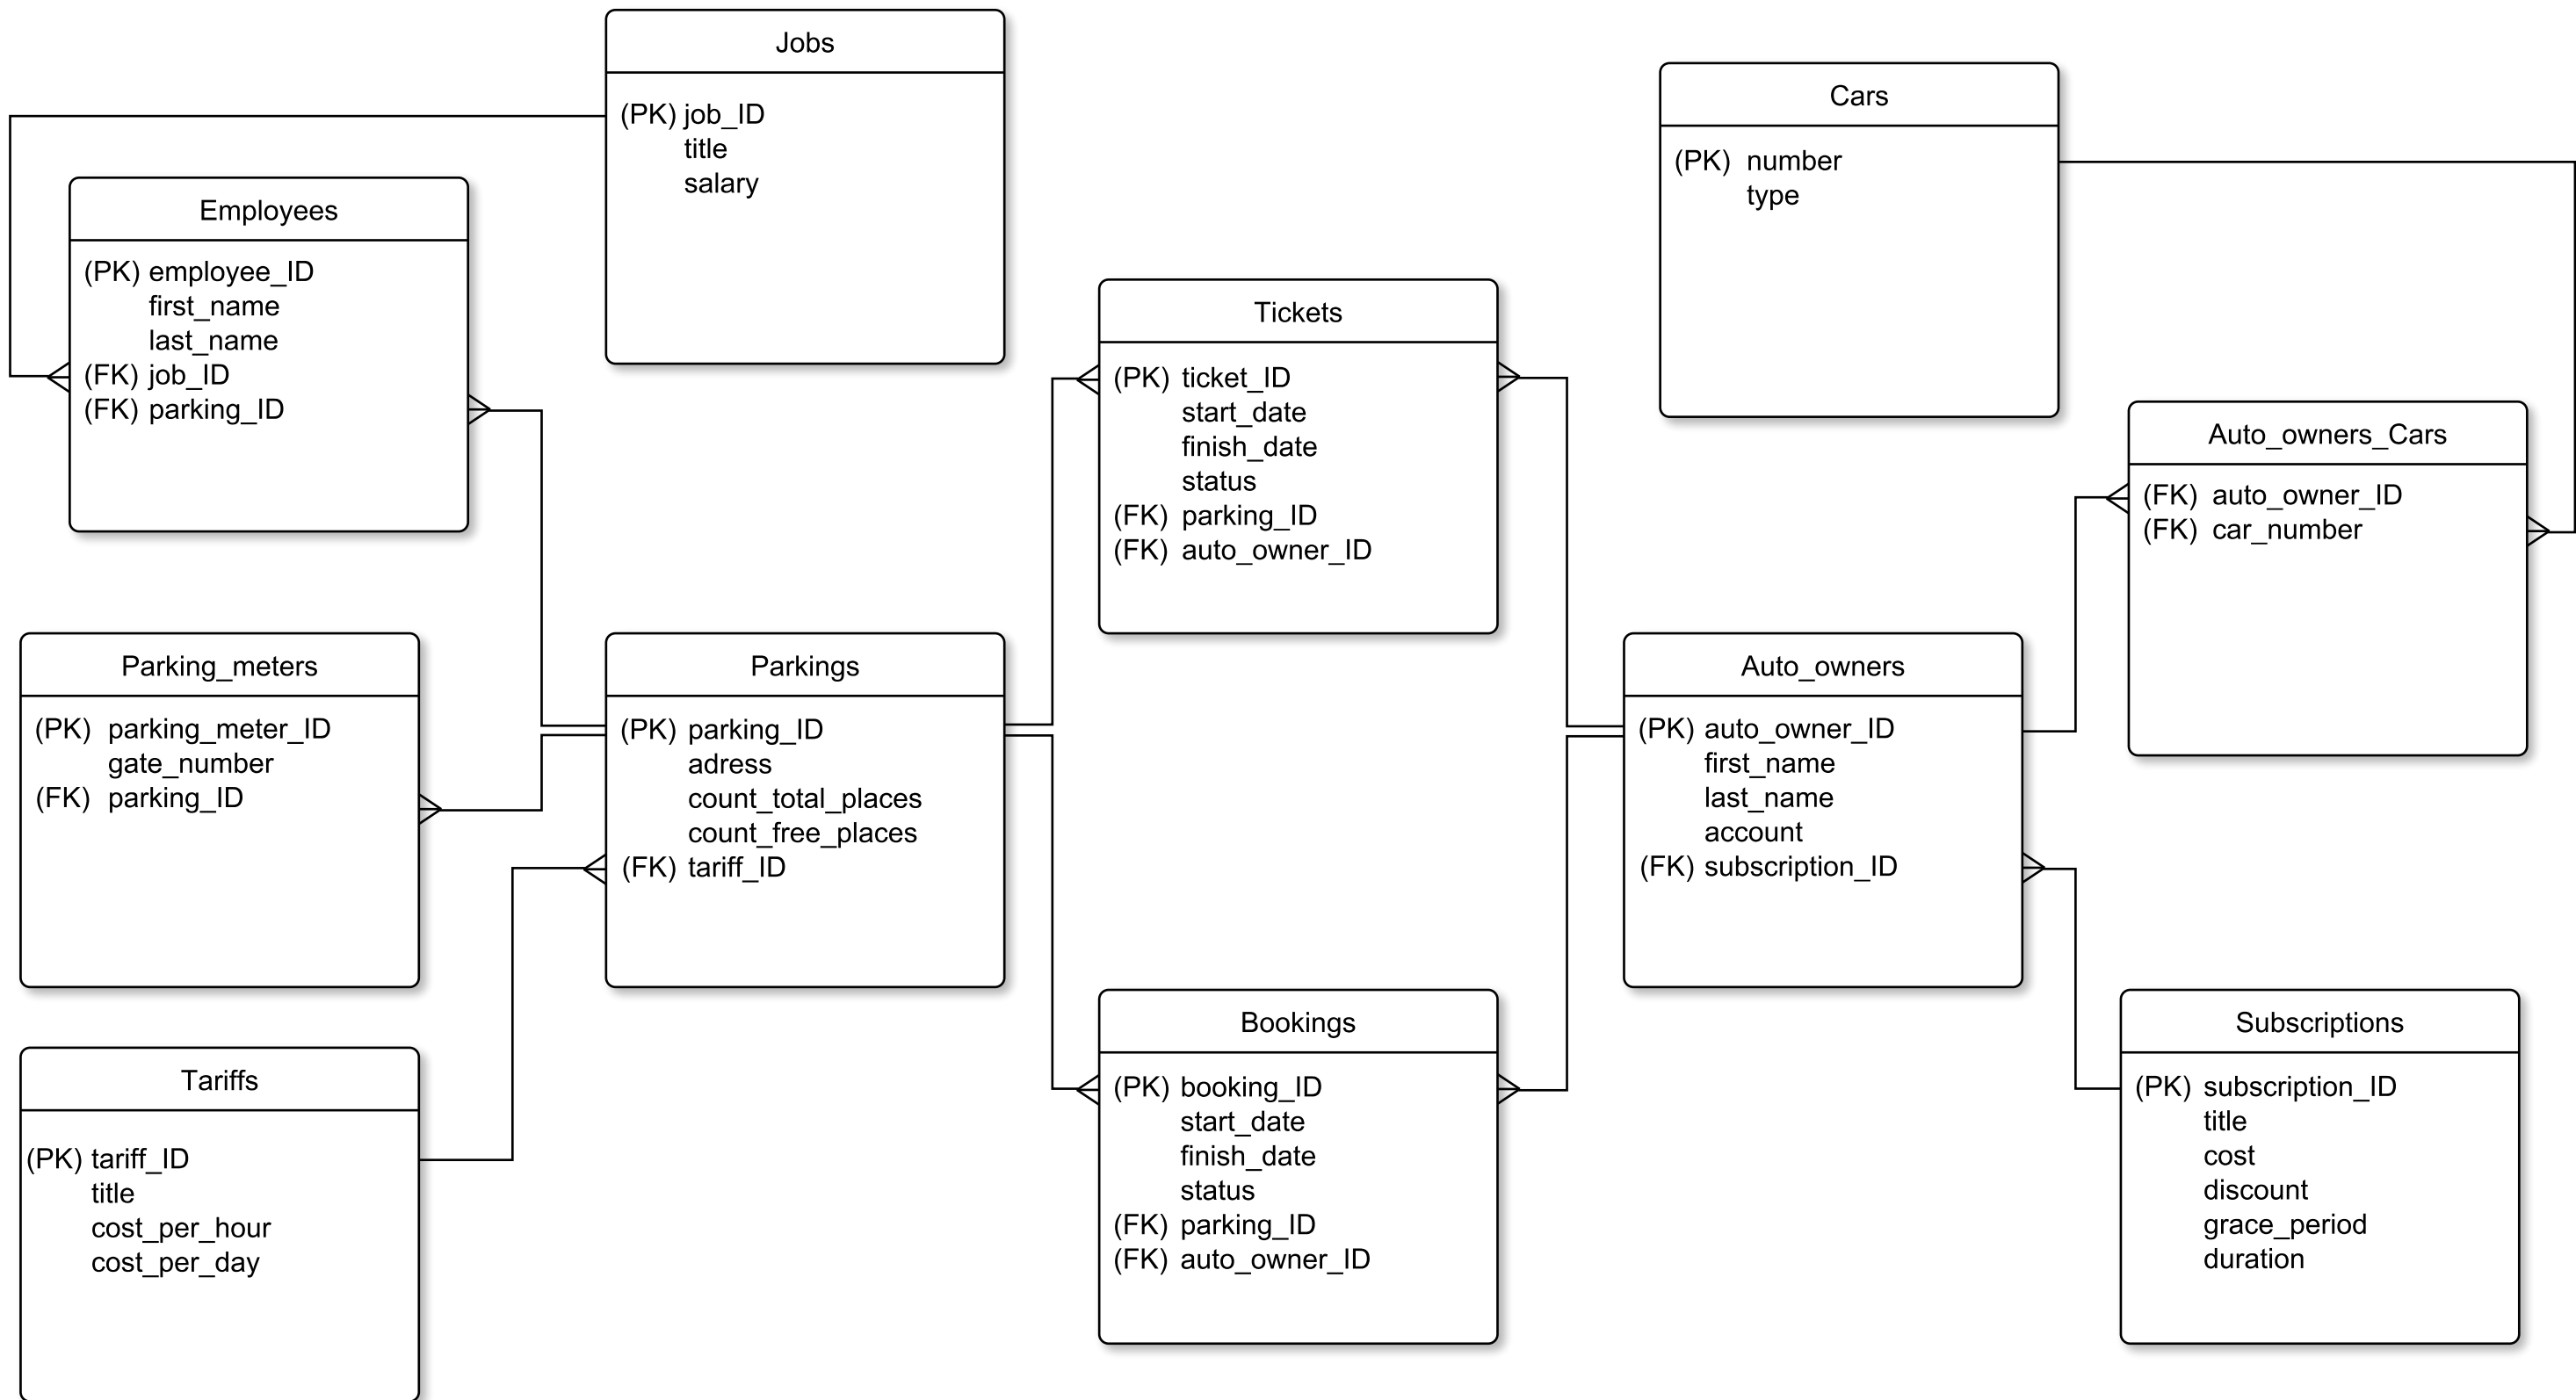 Jobs
(PK) job_ID
title
salary
Cars
(PK) number
type
Employees
(PK) employee_ID
first_name
last_name
(FK) job_ID
(FK) parking_ID
Tickets
(PK) ticket_ID
start_date
finish_date
status
(FK) parking_ID
(FK) auto_owner_ID
Auto_owners_Cars
(FK) auto_owner_ID
(FK) car_number
Parking_meters
(PK) parking_meter_ID
gate_number
(FK) parking_ID
Parkings
(PK) parking_ID
adress
count_total_places
count_free_places
(FK) tariff_ID
Auto_owners
(PK) auto_owner_ID
first_name
last_name
account
(FK) subscription_ID
Tariffs
(PK) tariff_ID
title
cost_per_hour
cost_per_day
Bookings
(PK) booking_ID
start_date
finish_date
status
(FK) parking_ID
(FK) auto_owner_ID
Subscriptions
(PK) subscription_ID
title
cost
discount
grace_period
duration